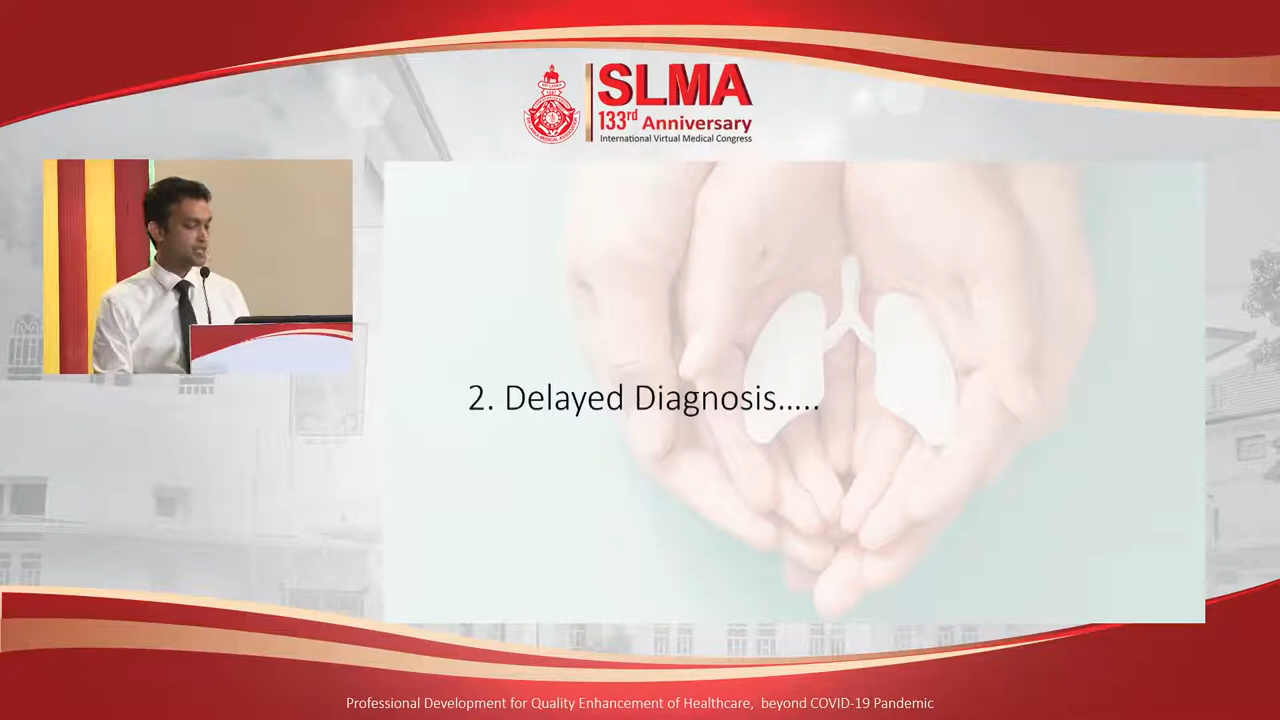 SLMA
133rd Anniversary
International Virtual Medical Congress
2. Delayed Diagnosis.....
Professional Development for Quality Enhancement of Healthcare, beyond COVID-19 Pandemic